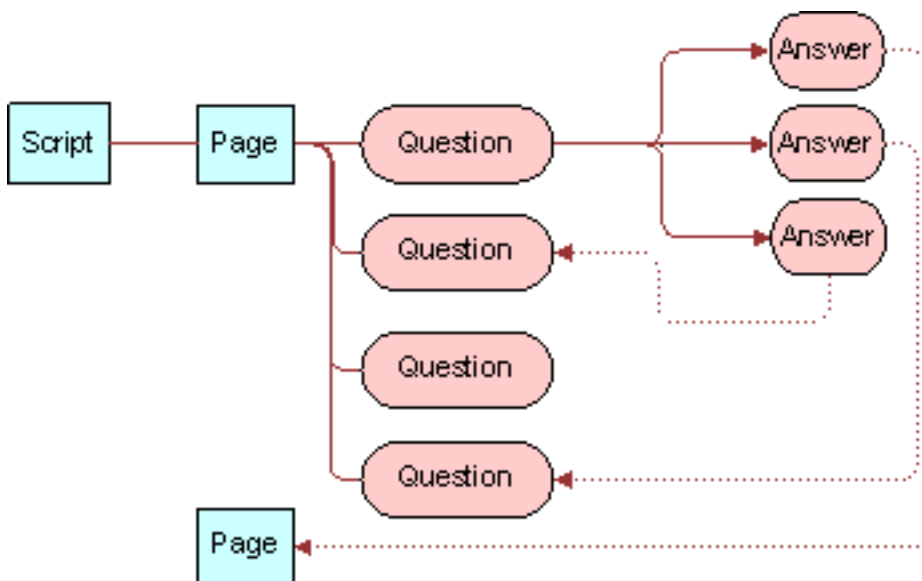 Answer
Script
Page
Question
Answer
Question
Answer
Question
Question
Page